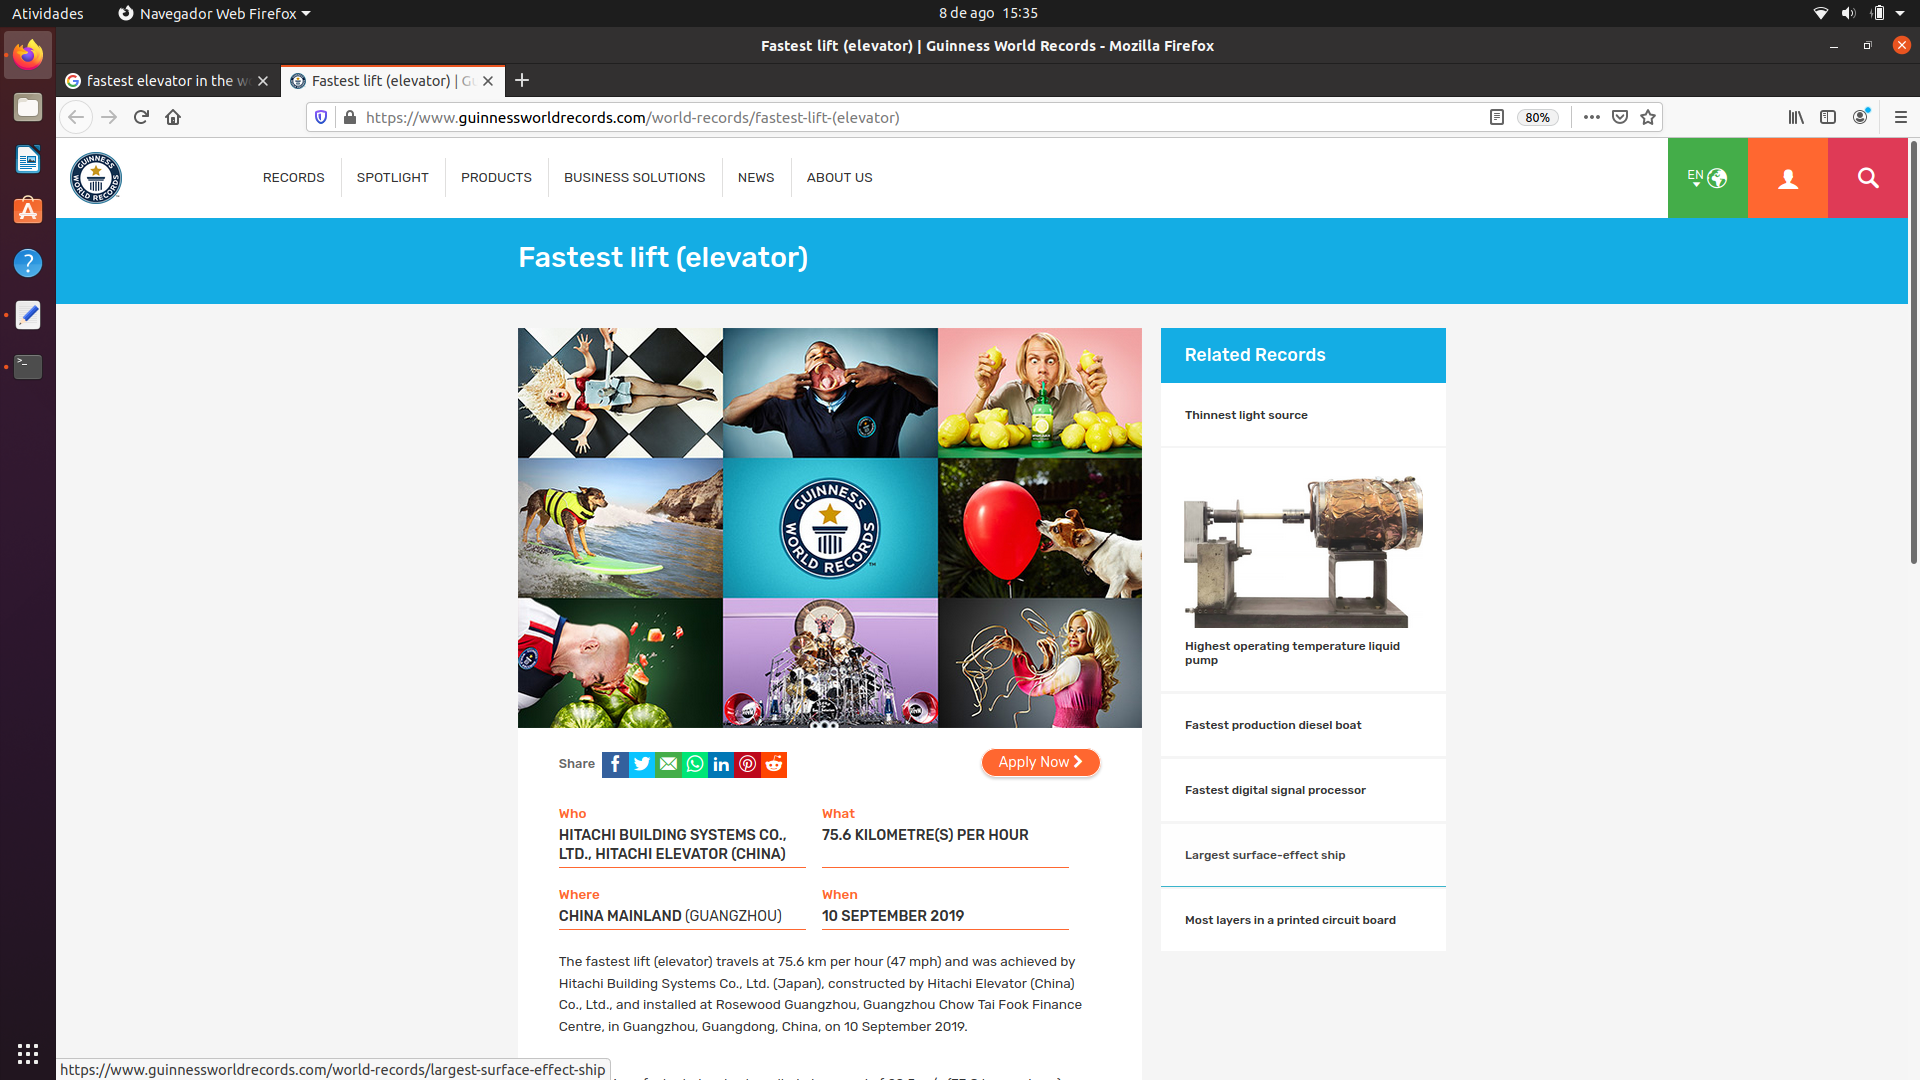 Atividades
Navegador Web Firefox
8 de ago 15:35
Fastest lift (elevator) | Guinness World Records - Mozilla Firefox
fastest elevator in the w
Fastest lift (elevator) | G
https://www.guinnessworldrecords.com/world-records/fastest-lift-(elevator)
80%
GUINNESS WORLD RECORDS
RECORDS
SPOTLIGHT
PRODUCTS
BUSINESS SOLUTIONS
NEWS
ABOUT US
EN
Fastest lift (elevator)
GUINNESS WORLD RECORDS
TM
Related Records
Thinnest light source
Highest operating temperature liquid
pump
Fastest production diesel boat
Fastest digital signal processor
Largest surface-effect ship
Most layers in a printed circuit board
Share
Apply Now
Who
HITACHI BUILDING SYSTEMS CO.,
LTD., HITACHI ELEVATOR (CHINA)
What
75.6 KILOMETRE(S) PER HOUR
Where
CHINA MAINLAND (GUANGZHOU)
When
10 SEPTEMBER 2019
The fastest lift (elevator) travels at 75.6 km per hour (47 mph) and was achieved by
Hitachi Building Systems Co., Ltd. (Japan), constructed by Hitachi Elevator (China)
Co., Ltd., and installed at Rosewood Guangzhou, Guangzhou Chow Tai Fook Finance
Centre, in Guangzhou, Guangdong, China, on 10 September 2019.
https://www.guinnessworldrecords.com/world-records/largest-surface-effect-ship